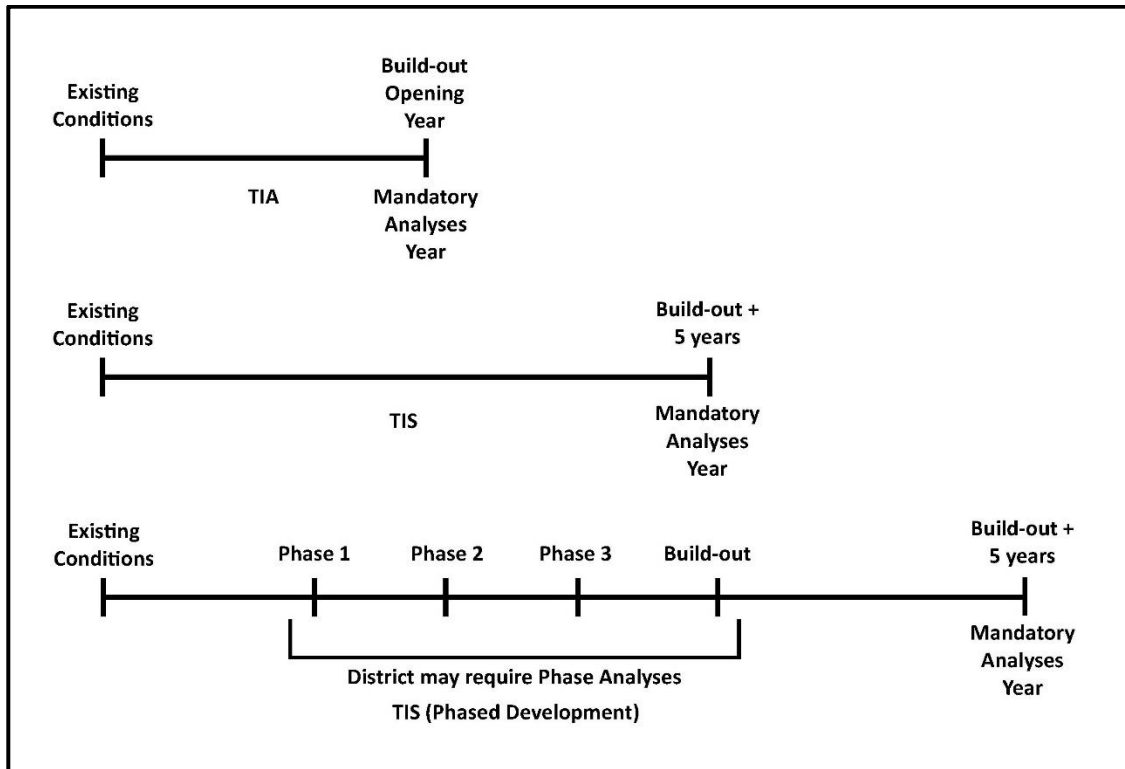 Existing
Conditions
Build-out
Opening
Year
TIA
Mandatory
Analyses
Year
Existing
Conditions
Build-out +
5 years
TIS
Mandatory
Analyses
Year
Existing
Conditions
Phase 1
Phase 2
Phase 3
Build-out
Build-out +
5 years
District may require Phase Analyses
TIS (Phased Development)
Mandatory
Analyses
Year